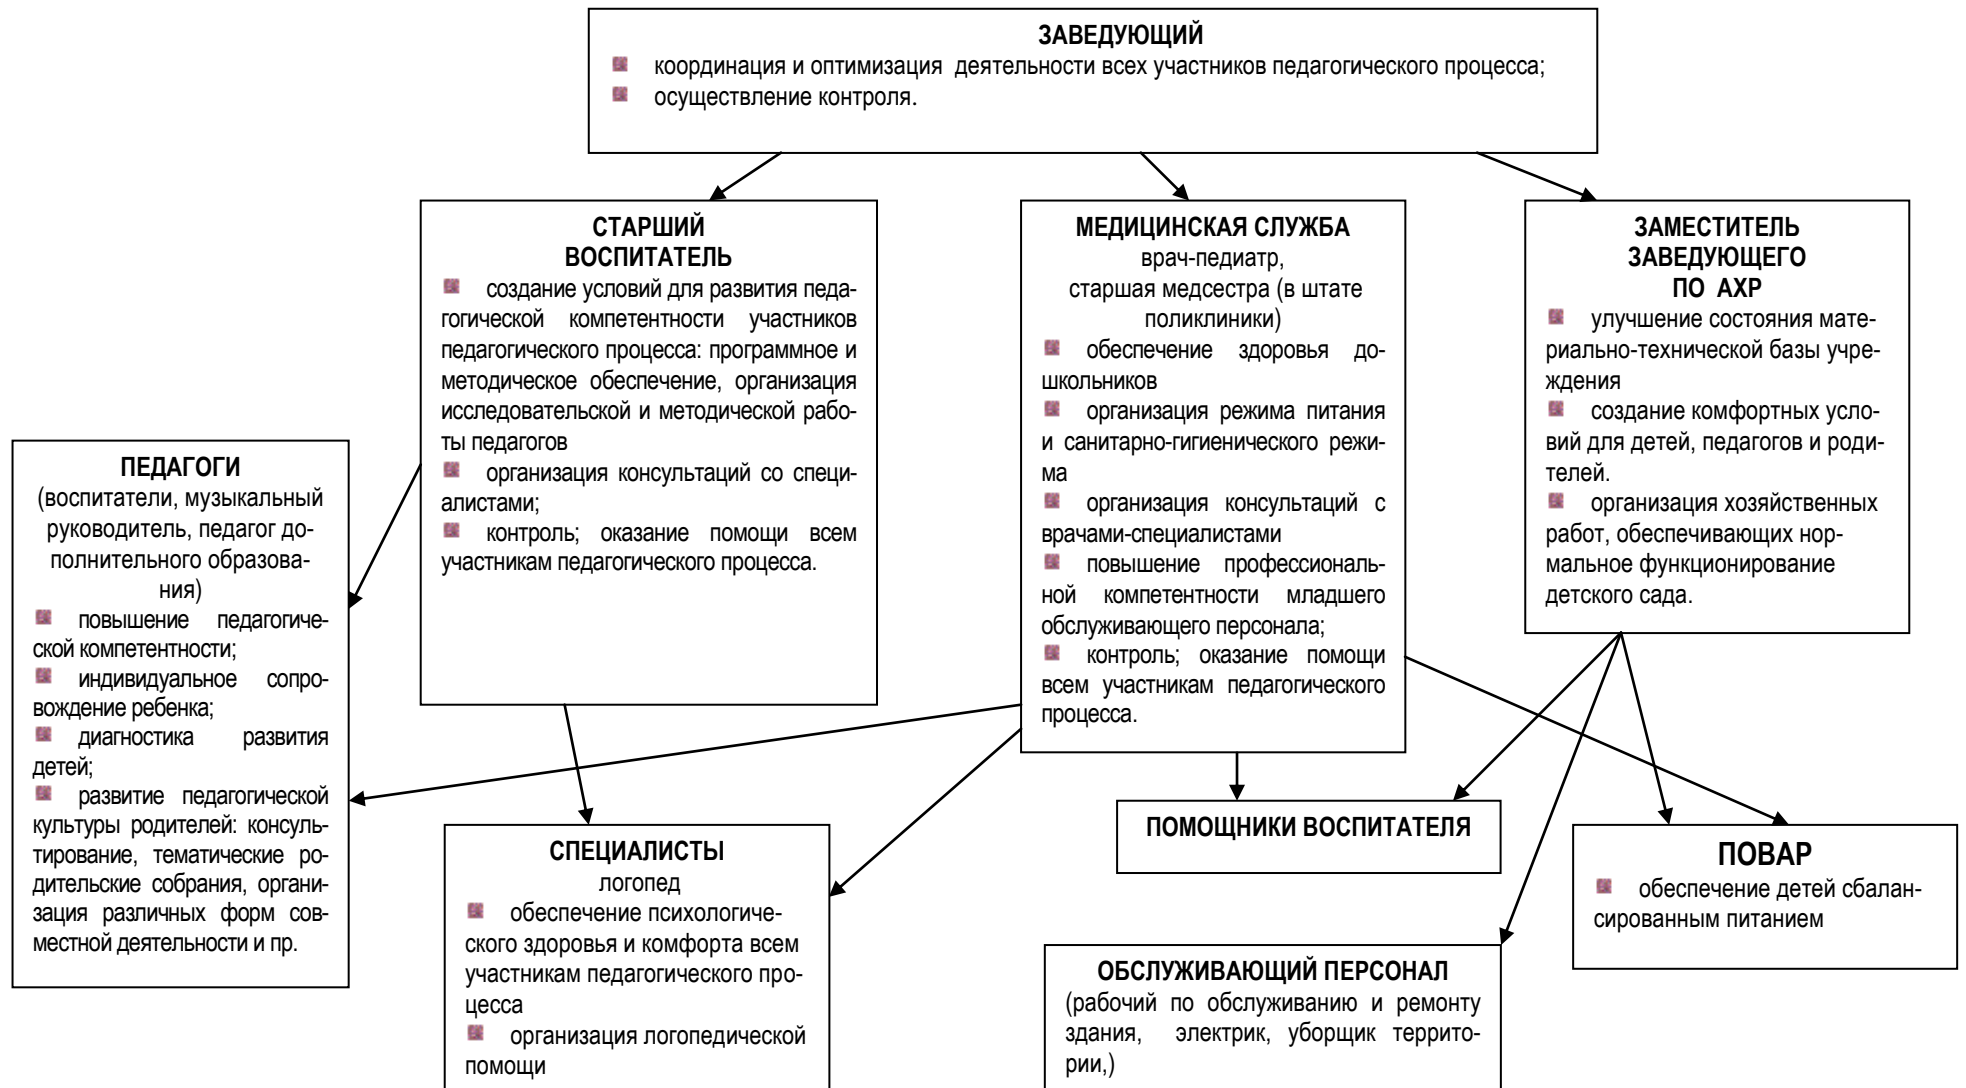 ЗАВЕДУЮЩИЙ
координация и оптимизация деятельности всех участников педагогического процесса;
осуществление контроля.
СТАРШИЙ
ВОСПИТАТЕЛЬ
создание условий для развития педа-
гогической компетентности участников
педагогического процесса: программное и
методическое обеспечение, организация
исследовательской и методической рабо-
ты педагогов
организация консультаций со специ-
алистами;
контроль; оказание помощи всем
участникам педагогического процесса.
МЕДИЦИНСКАЯ СЛУЖБА
врач-педиатр,
старшая медсестра (в штате
поликлиники)
обеспечение здоровья до-
школьников
организация режима питания
и санитарно-гигиенического режи-
ма
организация консультаций с
врачами-специалистами
повышение профессиональ-
ной компетентности младшего
обслуживающего персонала;
контроль; оказание помощи
всем участникам педагогического
процесса.
ЗАМЕСТИТЕЛЬ
ЗАВЕДУЮЩЕГО
ПО АХР
улучшение состояния мате-
риально-технической базы учре-
ждения
создание комфортных усло-
вий для детей, педагогов и роди-
телей.
организация хозяйственных
работ, обеспечивающих нор-
мальное функционирование
детского сада.
ПЕДАГОГИ
(воспитатели, музыкальный
руководитель, педагог до-
полнительного образова-
ния)
повышение педагогиче-
ской компетентности;
индивидуальное сопро-
вождение ребенка;
диагностика развития
детей;
развитие педагогической
культуры родителей: консуль-
тирование, тематические ро-
дительские собрания, органи-
зация различных форм сов-
местной деятельности и пр.
СПЕЦИАЛИСТЫ
логопед
обеспечение психологиче-
ского здоровья и комфорта всем
участникам педагогического про-
цесса
организация логопедической
помощи
ПОМОЩНИКИ ВОСПИТАТЕЛЯ
ПОВАР
обеспечение детей сбалан-
сированным питанием
ОБСЛУЖИВАЮЩИЙ ПЕРСОНАЛ
(рабочий по обслуживанию и ремонту
здания, электрик, уборщик террито-
рии,)